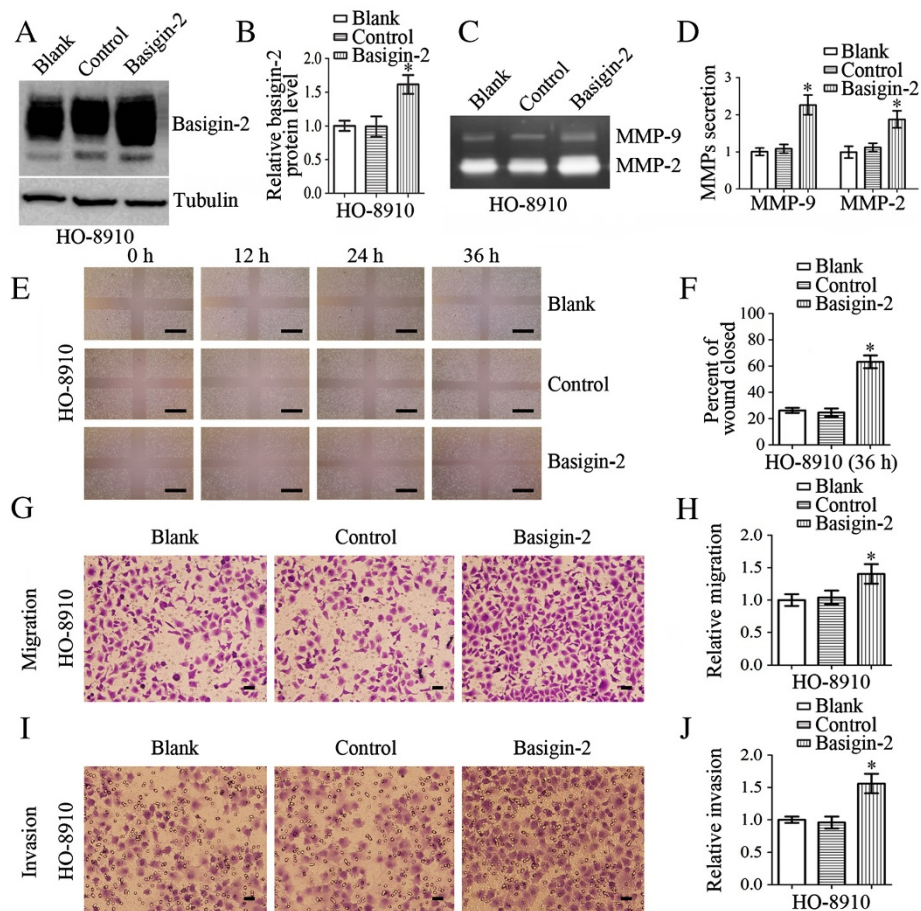 A
Blank
Control
Basigin-2
Basigin-2
Tubulin
HO-8910
B
Blank
Control
Basigin-2
Relative basigin-2
protein level
2.0
1.5
1.0
0.5
0.0
*
HO-8910
C
Blank
Control
Basigin-2
MMP-9
MMP-2
HO-8910
D
Blank
Control
Basigin-2
MMPs secretion
3
2
1
0
*
*
MMP-9
MMP-2
E
0 h
12 h
24 h
36 h
HO-8910
Blank
Control
Basigin-2
F
Blank
Control
Basigin-2
Percent of
wound closed
100
80
60
40
20
0
*
HO-8910 (36 h)
G
Blank
Control
Basigin-2
Migration
HO-8910
H
Blank
Control
Basigin-2
Relative migration
2.0
1.5
1.0
0.5
0.0
*
HO-8910
I
Blank
Control
Basigin-2
Invasion
HO-8910
J
Blank
Control
Basigin-2
Relative invasion
2.0
1.5
1.0
0.5
0.0
*
HO-8910